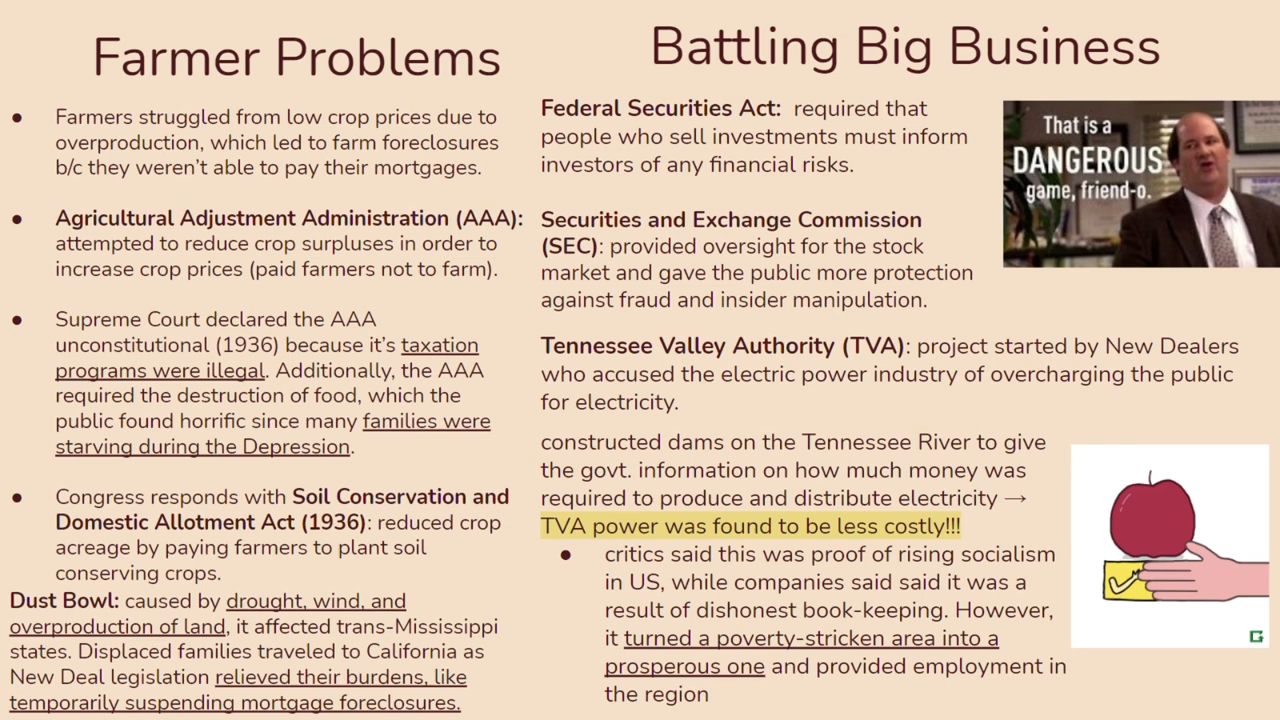 Farmer Problems
● Farmers struggled from low crop prices due to
overproduction, which led to farm foreclosures
b/c they weren't able to pay their mortgages.
● Agricultural Adjustment Administration (AAA):
attempted to reduce crop surpluses in order to
increase crop prices (paid farmers not to farm).
● Supreme Court declared the AAA
unconstitutional (1936) because it's taxation
programs were illegal. Additionally, the AAA
required the destruction of food, which the
public found horrific since many families were
starving during the Depression.
● Congress responds with Soil Conservation and
Domestic Allotment Act (1936): reduced crop
acreage by paying farmers to plant soil
conserving crops.
Dust Bowl: caused by drought, wind, and
overproduction of land, it affected trans-Mississippi
states. Displaced families traveled to California as
New Deal legislation relieved their burdens, like
temporarily suspending mortgage foreclosures.
Battling Big Business
Federal Securities Act: required that
people who sell investments must inform
investors of any financial risks.
That is a
DANGEROUS
game, friend-o.
Securities and Exchange Commission
(SEC): provided oversight for the stock
market and gave the public more protection
against fraud and insider manipulation.
Tennessee Valley Authority (TVA): project started by New Dealers
who accused the electric power industry of overcharging the public
for electricity.
constructed dams on the Tennessee River to give
the govt. information on how much money was
required to produce and distribute electricity →
TVA power was found to be less costly!!!
● critics said this was proof of rising socialism
in US, while companies said said it was a
result of dishonest book-keeping. However,
it turned a poverty-stricken area into a
prosperous one and provided employment in
the region
G